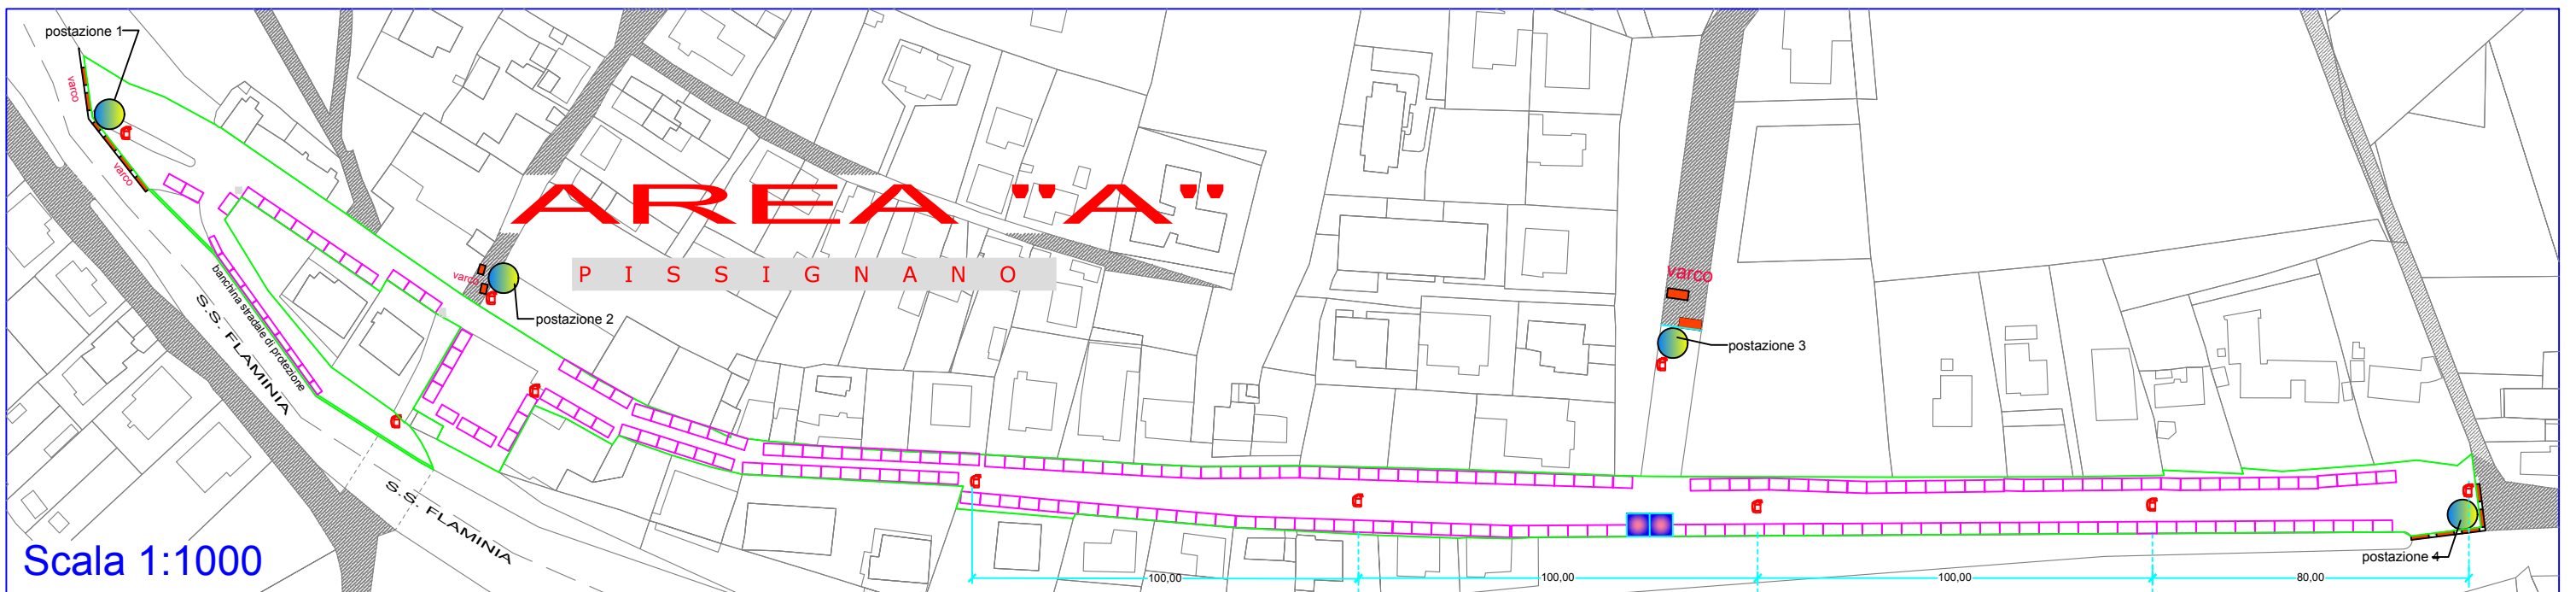 postazione 1
varco
varco
AREA "A"
PISSIGNANO
varco
postazione 2
varco
postazione 3
banchina stradale di protezione
S.S. FLAMINIA
S.S. FLAMINIA
Scala 1:1000
postazione 4
100,00
100,00
100,00
80,00